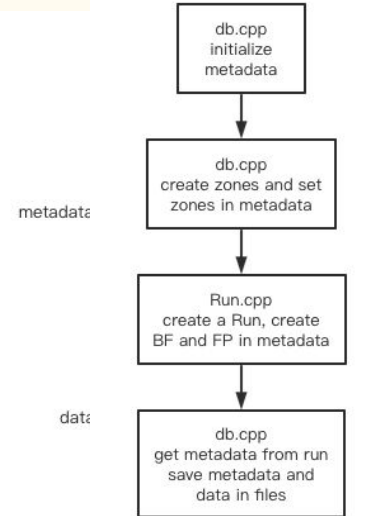 db.cpp
initialize
metadata
db.cpp
create zones and set
zones in metadata
metadata
Run.cpp
create a Run, create
BF and FP in metadata
data
db.cpp
get metadata from run
save metadata and
data in files